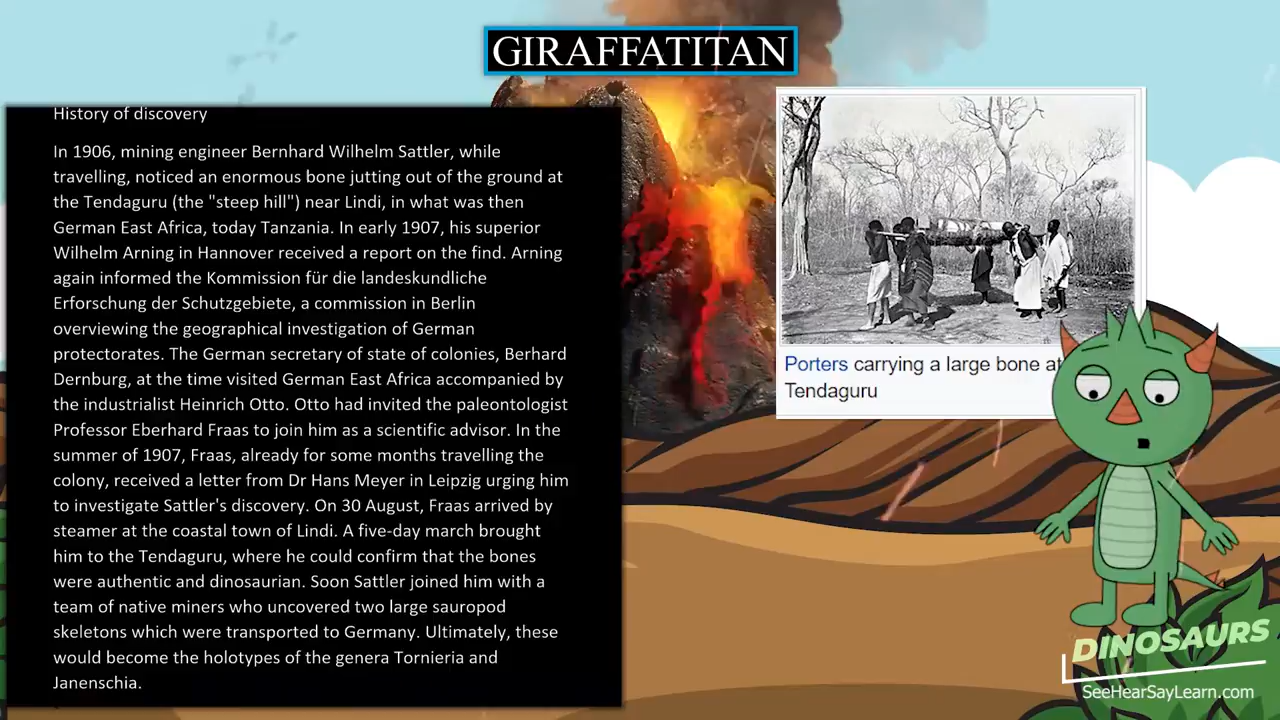 GIRAFFATITAN
History of discovery
In 1906, mining engineer Bernhard Wilhelm Sattler, while
travelling, noticed an enormous bone jutting out of the ground at
the Tendaguru (the "steep hill") near Lindi, in what was then
German East Africa, today Tanzania. In early 1907, his superior
Wilhelm Arning in Hannover received a report on the find. Arning
again informed the Kommission für die landeskundliche
Erforschung der Schutzgebiete, a commission in Berlin
overviewing the geographical investigation of German
protectorates. The German secretary of state of colonies, Berhard
Dernburg, at the time visited German East Africa accompanied by
the industrialist Heinrich Otto. Otto had invited the paleontologist
Professor Eberhard Fraas to join him as a scientific advisor. In the
summer of 1907, Fraas, already for some months travelling the
colony, received a letter from Dr Hans Meyer in Leipzig urging him
to investigate Sattler's discovery. On 30 August, Fraas arrived by
steamer at the coastal town of Lindi. A five-day march brought
him to the Tendaguru, where he could confirm that the bones
were authentic and dinosaurian. Soon Sattler joined him with a
team of native miners who uncovered two large sauropod
skeletons which were transported to Germany. Ultimately, these
would become the holotypes of the genera Tornieria and
Janenschia.
Porters carrying a large bone at
Tendaguru
DINOSAURS
SeeHearSayLearn.com